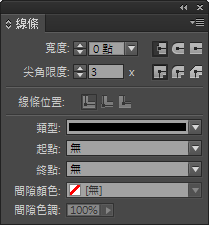 線條
寬度: 0 點
尖角限度: 3 x
線條位置:
類型:
起點: 無
終點: 無
間隙顏色: [無]
間隙色調: 100%